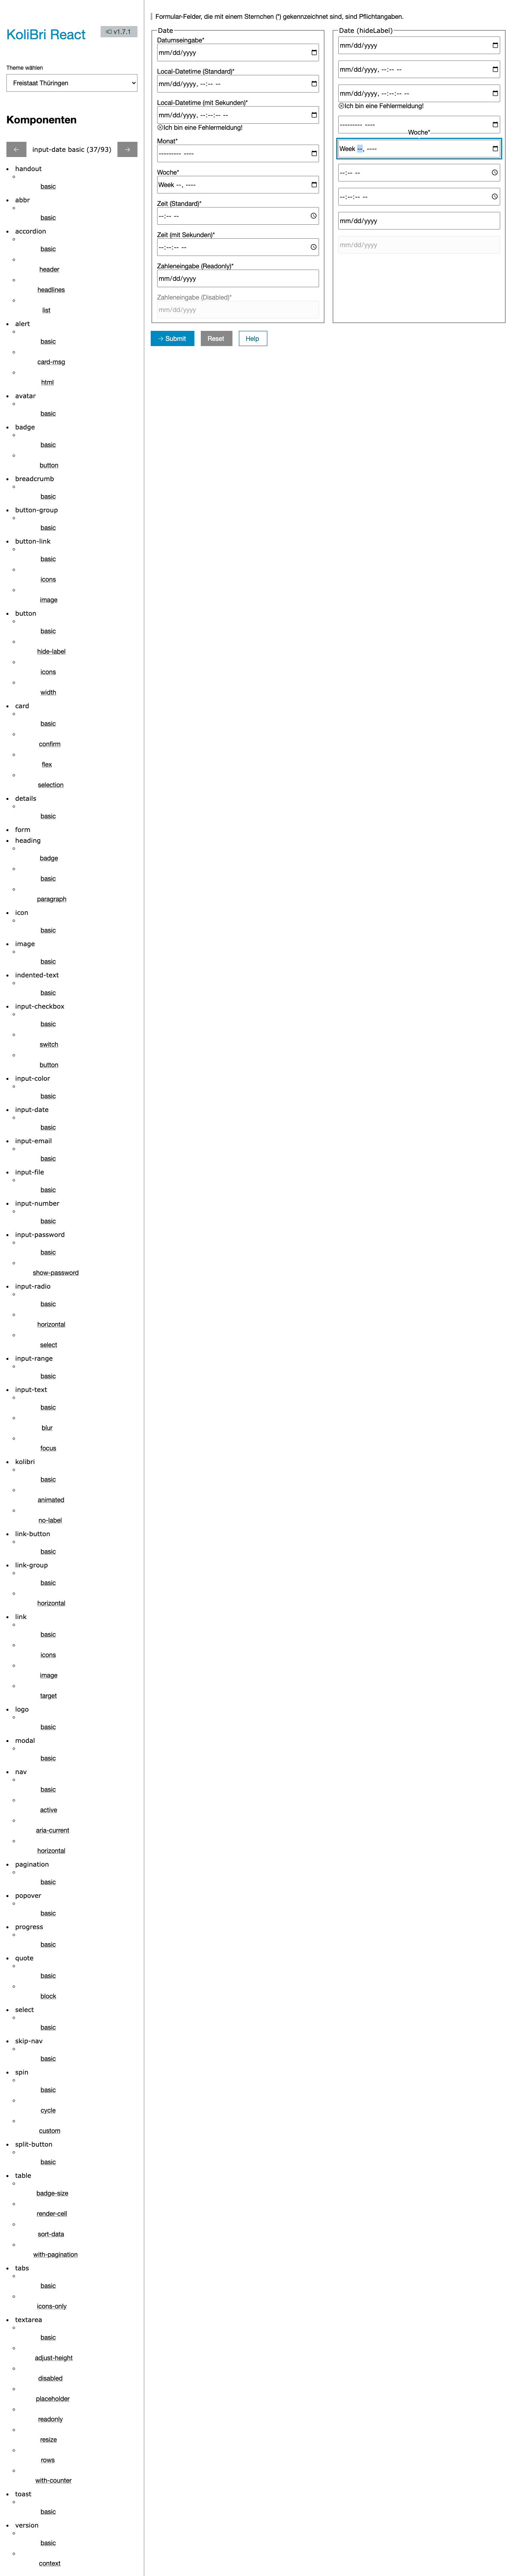 KoliBri React
v1.7.1
Theme wählen
Freistaat Thüringen
Komponenten
← input-date basic (37/93) →
handout
basic
abbr
basic
accordion
basic
header
headlines
list
alert
basic
card-msg
html
avatar
basic
badge
basic
button
breadcrumb
basic
button-group
basic
button-link
basic
icons
image
button
basic
hide-label
icons
width
card
basic
confirm
flex
selection
details
basic
form
heading
badge
basic
paragraph
icon
basic
image
basic
indented-text
basic
input-checkbox
basic
switch
button
input-color
basic
input-date
basic
input-email
basic
input-file
basic
input-number
basic
input-password
basic
show-password
input-radio
basic
horizontal
select
input-range
basic
input-text
basic
blur
focus
kolibri
basic
animated
no-label
link-button
basic
link-group
basic
horizontal
link
basic
icons
image
target
logo
basic
modal
basic
nav
basic
active
aria-current
horizontal
pagination
basic
popover
basic
progress
basic
quote
basic
block
select
basic
skip-nav
basic
spin
basic
cycle
custom
split-button
basic
table
badge-size
render-cell
sort-data
with-pagination
tabs
basic
icons-only
textarea
basic
adjust-height
disabled
placeholder
readonly
resize
rows
with-counter
toast
basic
version
basic
context
Formular-Felder, die mit einem Sternchen (*) gekennzeichnet sind, sind Pflichtangaben.
Date
Datumseingabe*
mm/dd/yyyy
Local-Datetime (Standard)*
mm/dd/yyyy, --:-- --
Local-Datetime (mit Sekunden)*
mm/dd/yyyy, --:--:-- --
Ich bin eine Fehlermeldung!
Monat*
--------- ----
Woche*
Week --, ----
Zeit (Standard)*
--:-- --
Zeit (mit Sekunden)*
--:--:-- --
Zahleneingabe (Readonly)*
mm/dd/yyyy
Zahleneingabe (Disabled)*
mm/dd/yyyy
Date (hideLabel)
mm/dd/yyyy
mm/dd/yyyy, --:-- --
mm/dd/yyyy, --:--:-- --
Ich bin eine Fehlermeldung!
--------- ----
Woche*
Week --, ----
--:-- --
--:--:-- --
mm/dd/yyyy
mm/dd/yyyy
→ Submit
Reset
Help